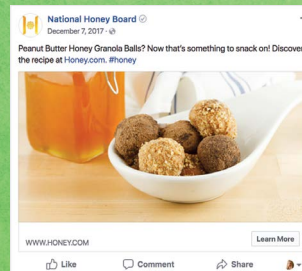 National Honey Board
December 7, 2017 ·
Peanut Butter Honey Granola Balls? Now that's something to snack on! Discover
the recipe at Honey.com. #honey
WWW.HONEY.COM
Learn More
Like Comment Share